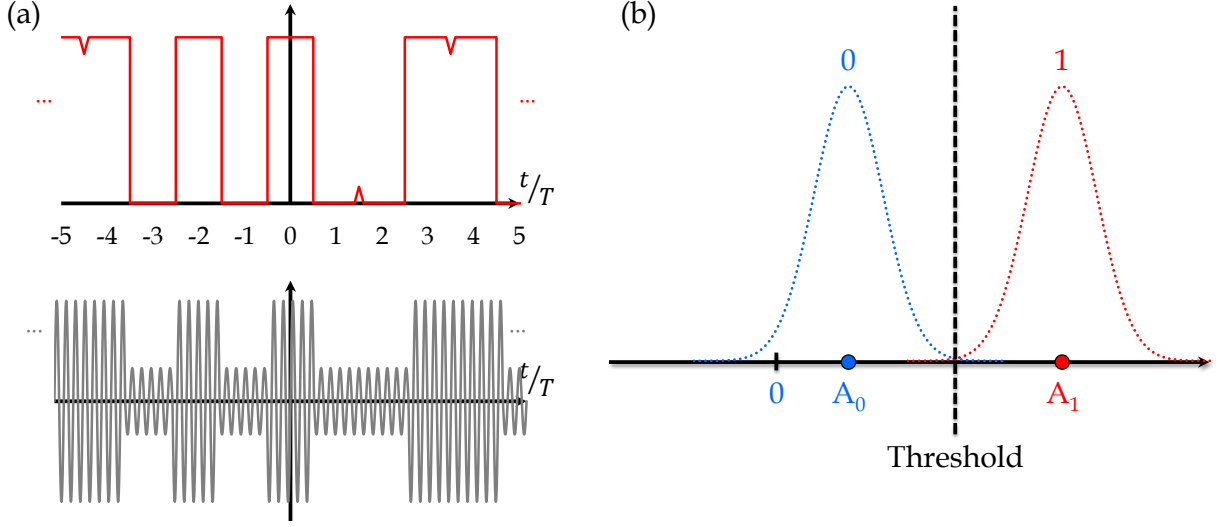 (a)
... ...
t/T
-5 -4 -3 -2 -1 0 1 2 3 4 5
... ...
t/T
(b)
0 1
0 A₀ A₁
Threshold